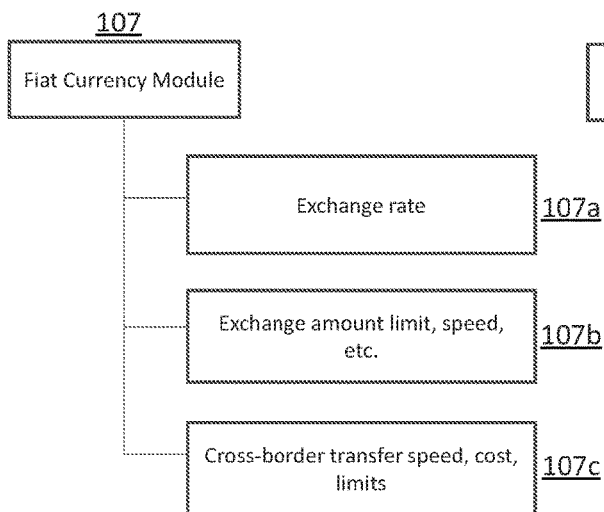 107
Fiat Currency Module
Exchange rate
107a
Exchange amount limit, speed,
etc.
107b
Cross-border transfer speed, cost,
limits
107c